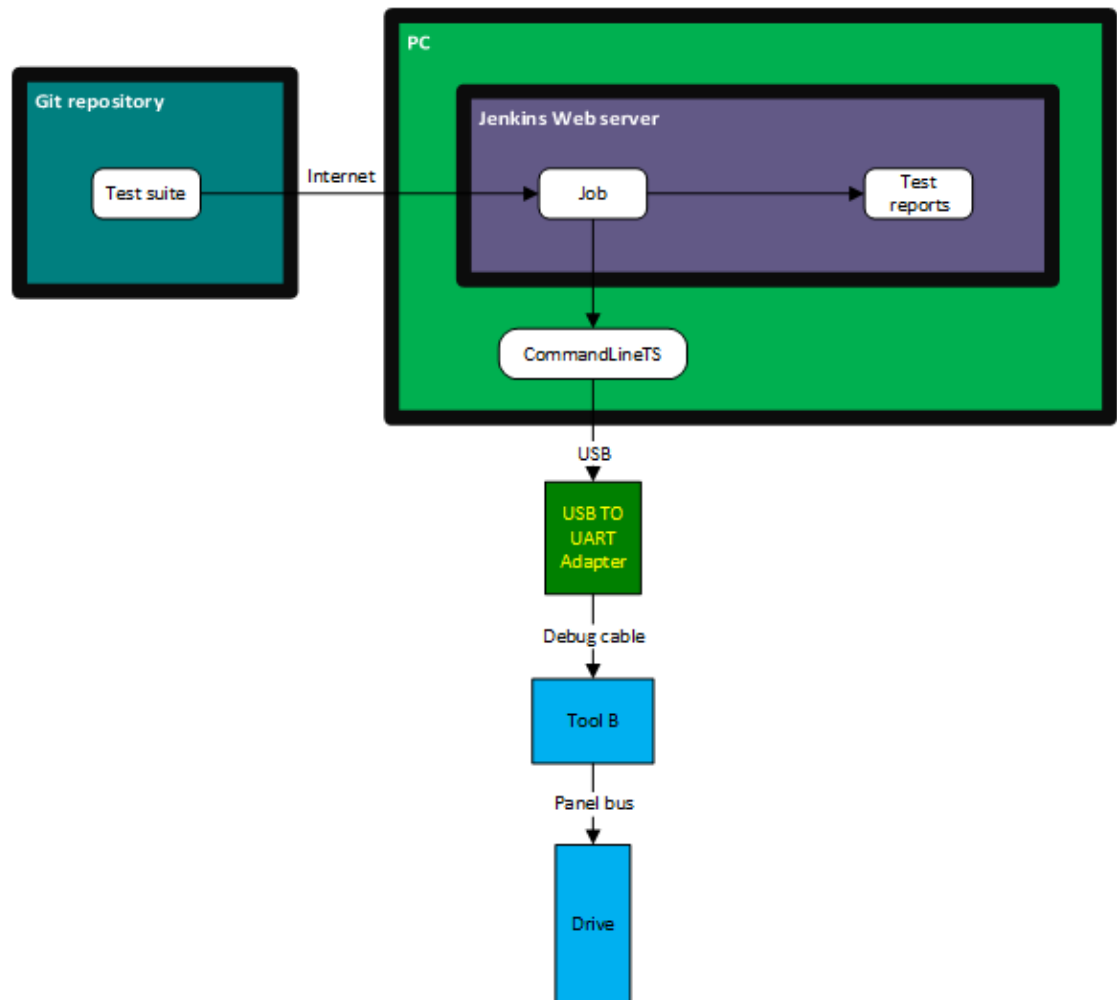 PC
Git repository
Jenkins Web server
Internet
Test suite
Job
Test
reports
CommandLineTS
USB
USB TO
UART
Adapter
Debug cable
Tool B
Panel bus
Drive